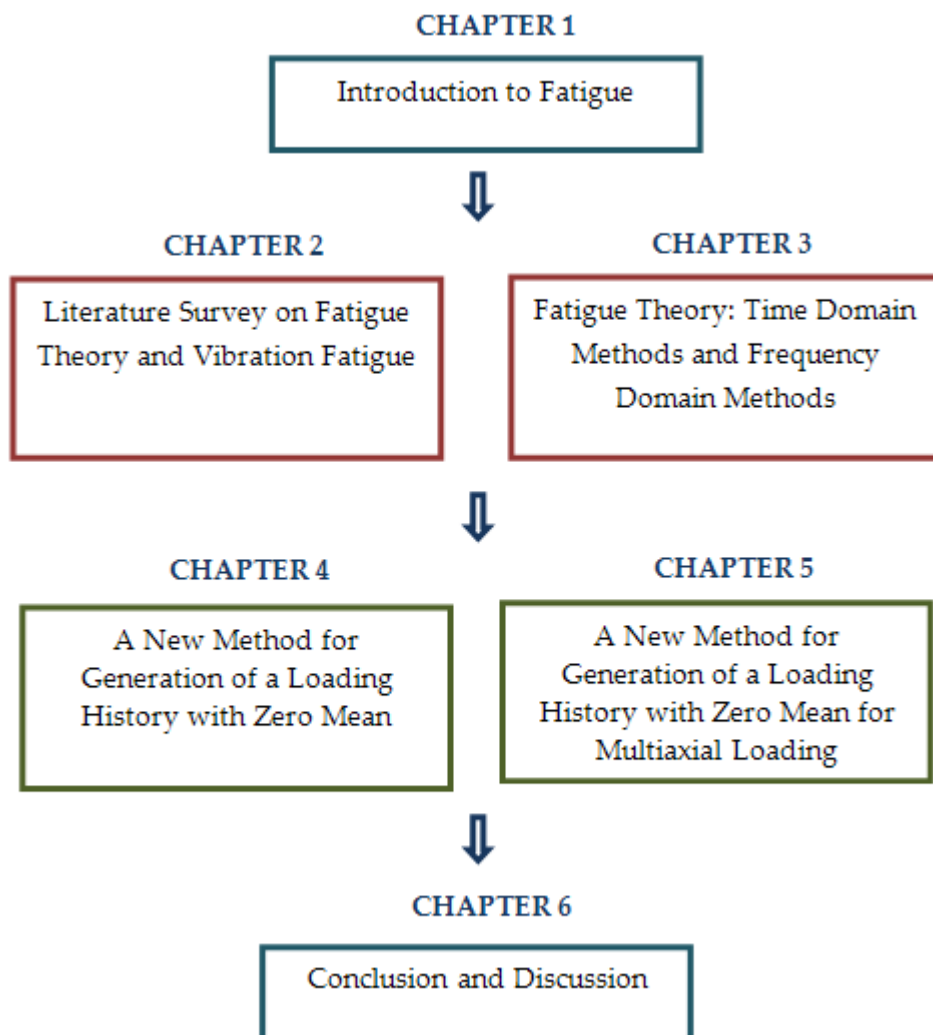 CHAPTER 1
Introduction to Fatigue
CHAPTER 2
Literature Survey on Fatigue
Theory and Vibration Fatigue
CHAPTER 3
Fatigue Theory: Time Domain
Methods and Frequency
Domain Methods
CHAPTER 4
A New Method for
Generation of a Loading
History with Zero Mean
CHAPTER 5
A New Method for
Generation of a Loading
History with Zero Mean for
Multiaxial Loading
CHAPTER 6
Conclusion and Discussion